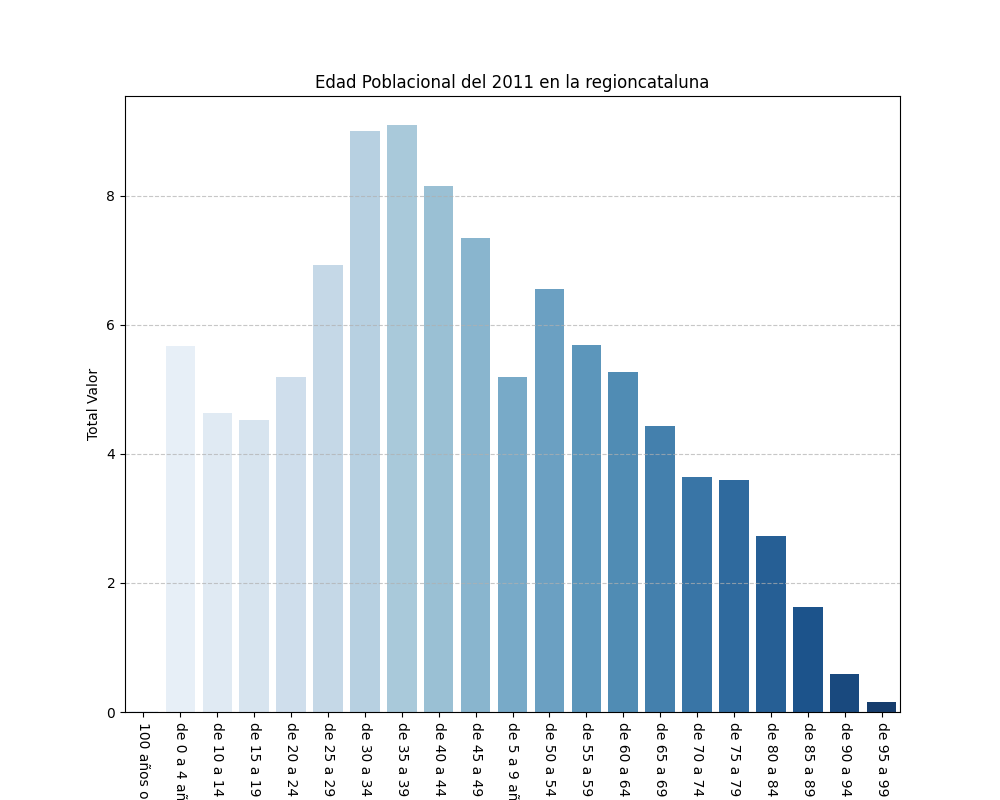 Edad Poblacional del 2011 en la regioncataluna
Total Valor
8
6
4
2
0
100 años o
de 0 a 4 añ
de 10 a 14
de 15 a 19
de 20 a 24
de 25 a 29
de 30 a 34
de 35 a 39
de 40 a 44
de 45 a 49
de 5 a 9 añ
de 50 a 54
de 55 a 59
de 60 a 64
de 65 a 69
de 70 a 74
de 75 a 79
de 80 a 84
de 85 a 89
de 90 a 94
de 95 a 99